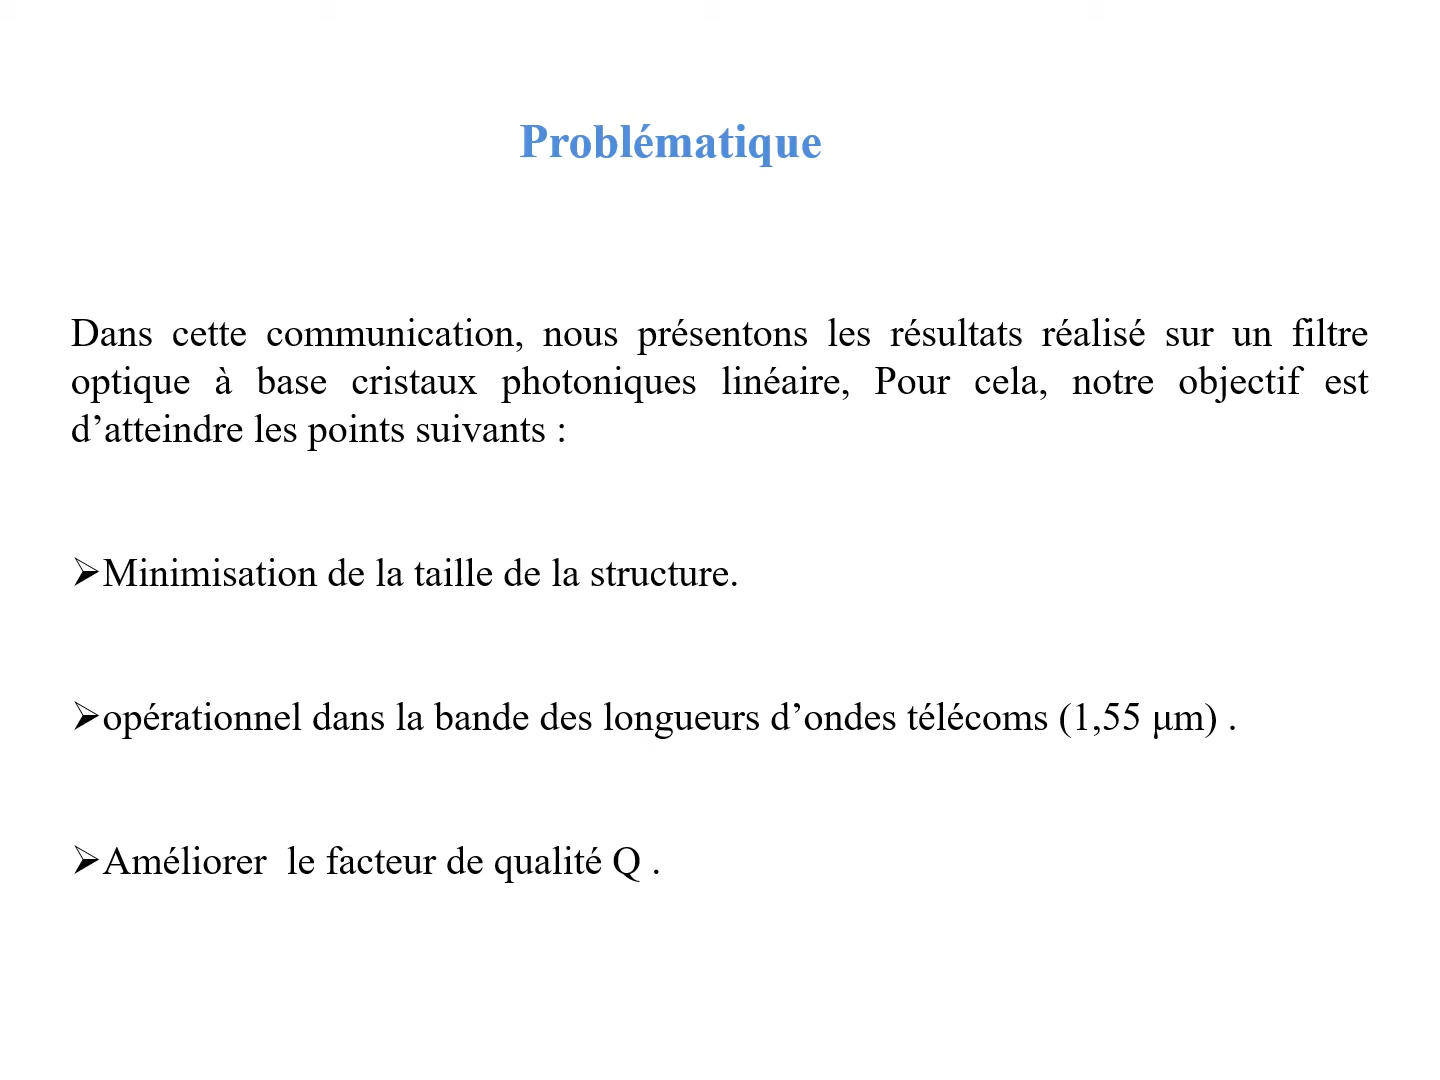 Problématique
Dans cette communication, nous présentons les résultats réalisé sur un filtre
optique à base cristaux photoniques linéaire, Pour cela, notre objectif est
d’atteindre les points suivants :
➢Minimisation de la taille de la structure.
➢opérationnel dans la bande des longueurs d’ondes télécoms (1,55 μm) .
➢Améliorer  le facteur de qualité Q .